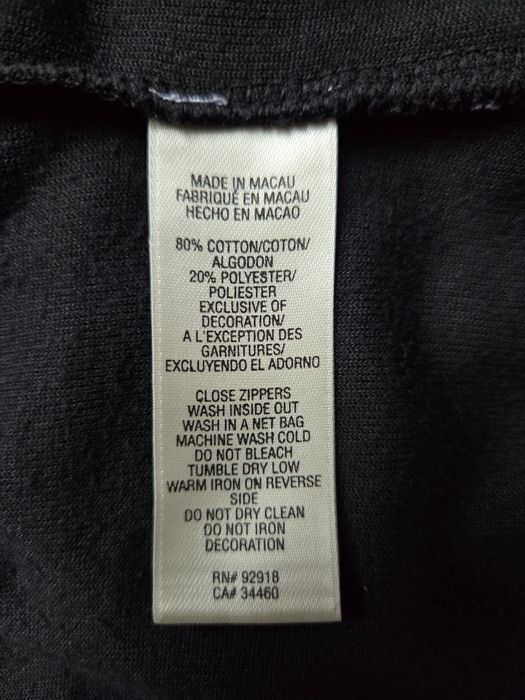 MADE IN MACAU
FABRIQUÉ EN MACAU
HECHO EN MACAO
80% COTTON/COTON/
ALGODON
20% POLYESTER/
POLIESTER
EXCLUSIVE OF
DECORATION/
A L'EXCEPTION DES
GARNITURES/
EXCLUYENDO EL ADORNO
CLOSE ZIPPERS
WASH INSIDE OUT
WASH IN A NET BAG
MACHINE WASH COLD
DO NOT BLEACH
TUMBLE DRY LOW
WARM IRON ON REVERSE
SIDE
DO NOT DRY CLEAN
DO NOT IRON
DECORATION
RN# 92918
CA# 34460